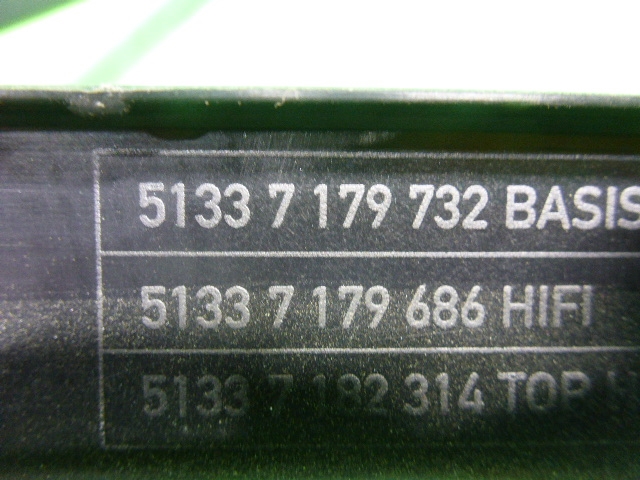 5133 7 179 732 BASIS
5133 7 179 686 HIFI
5133 7 182 314 TOP